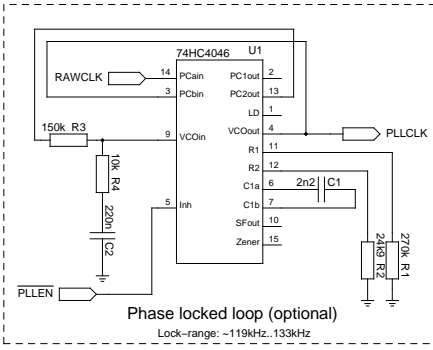 74HC4046 U1
RAWCLK
14 PCain
PC1out 2
3 PCbin
PC2out 13
LD 1
150k R3
9 VCOin
VCOout 4
PLLCLK
R1 11
10k R4
R2 12
C1a 6
2n2 C1
5 Inh
C1b 7
220n C2
SFout 10
Zener 15
24k9 R2
270k R1
PLLEN
Phase locked loop (optional)
Lock-range: ~119kHz..133kHz